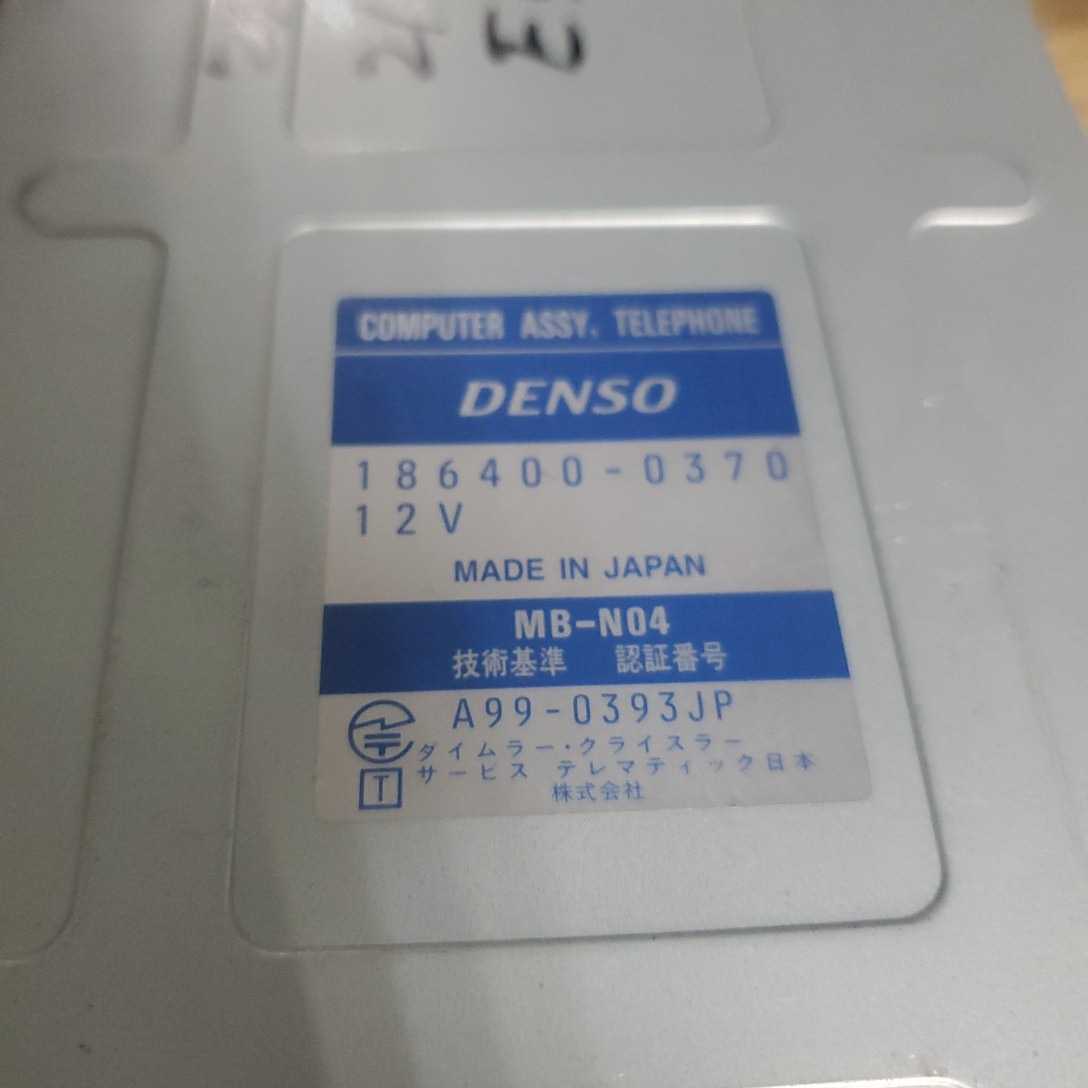 COMPUTER ASSY, TELEPHONE
DENSO
186400-0370
12V
MADE IN JAPAN
MB-N04
技術基準 認証番号
A99-0393JP
T
ダイムラー・クライスラー
サービス テレマティック日本
株式会社